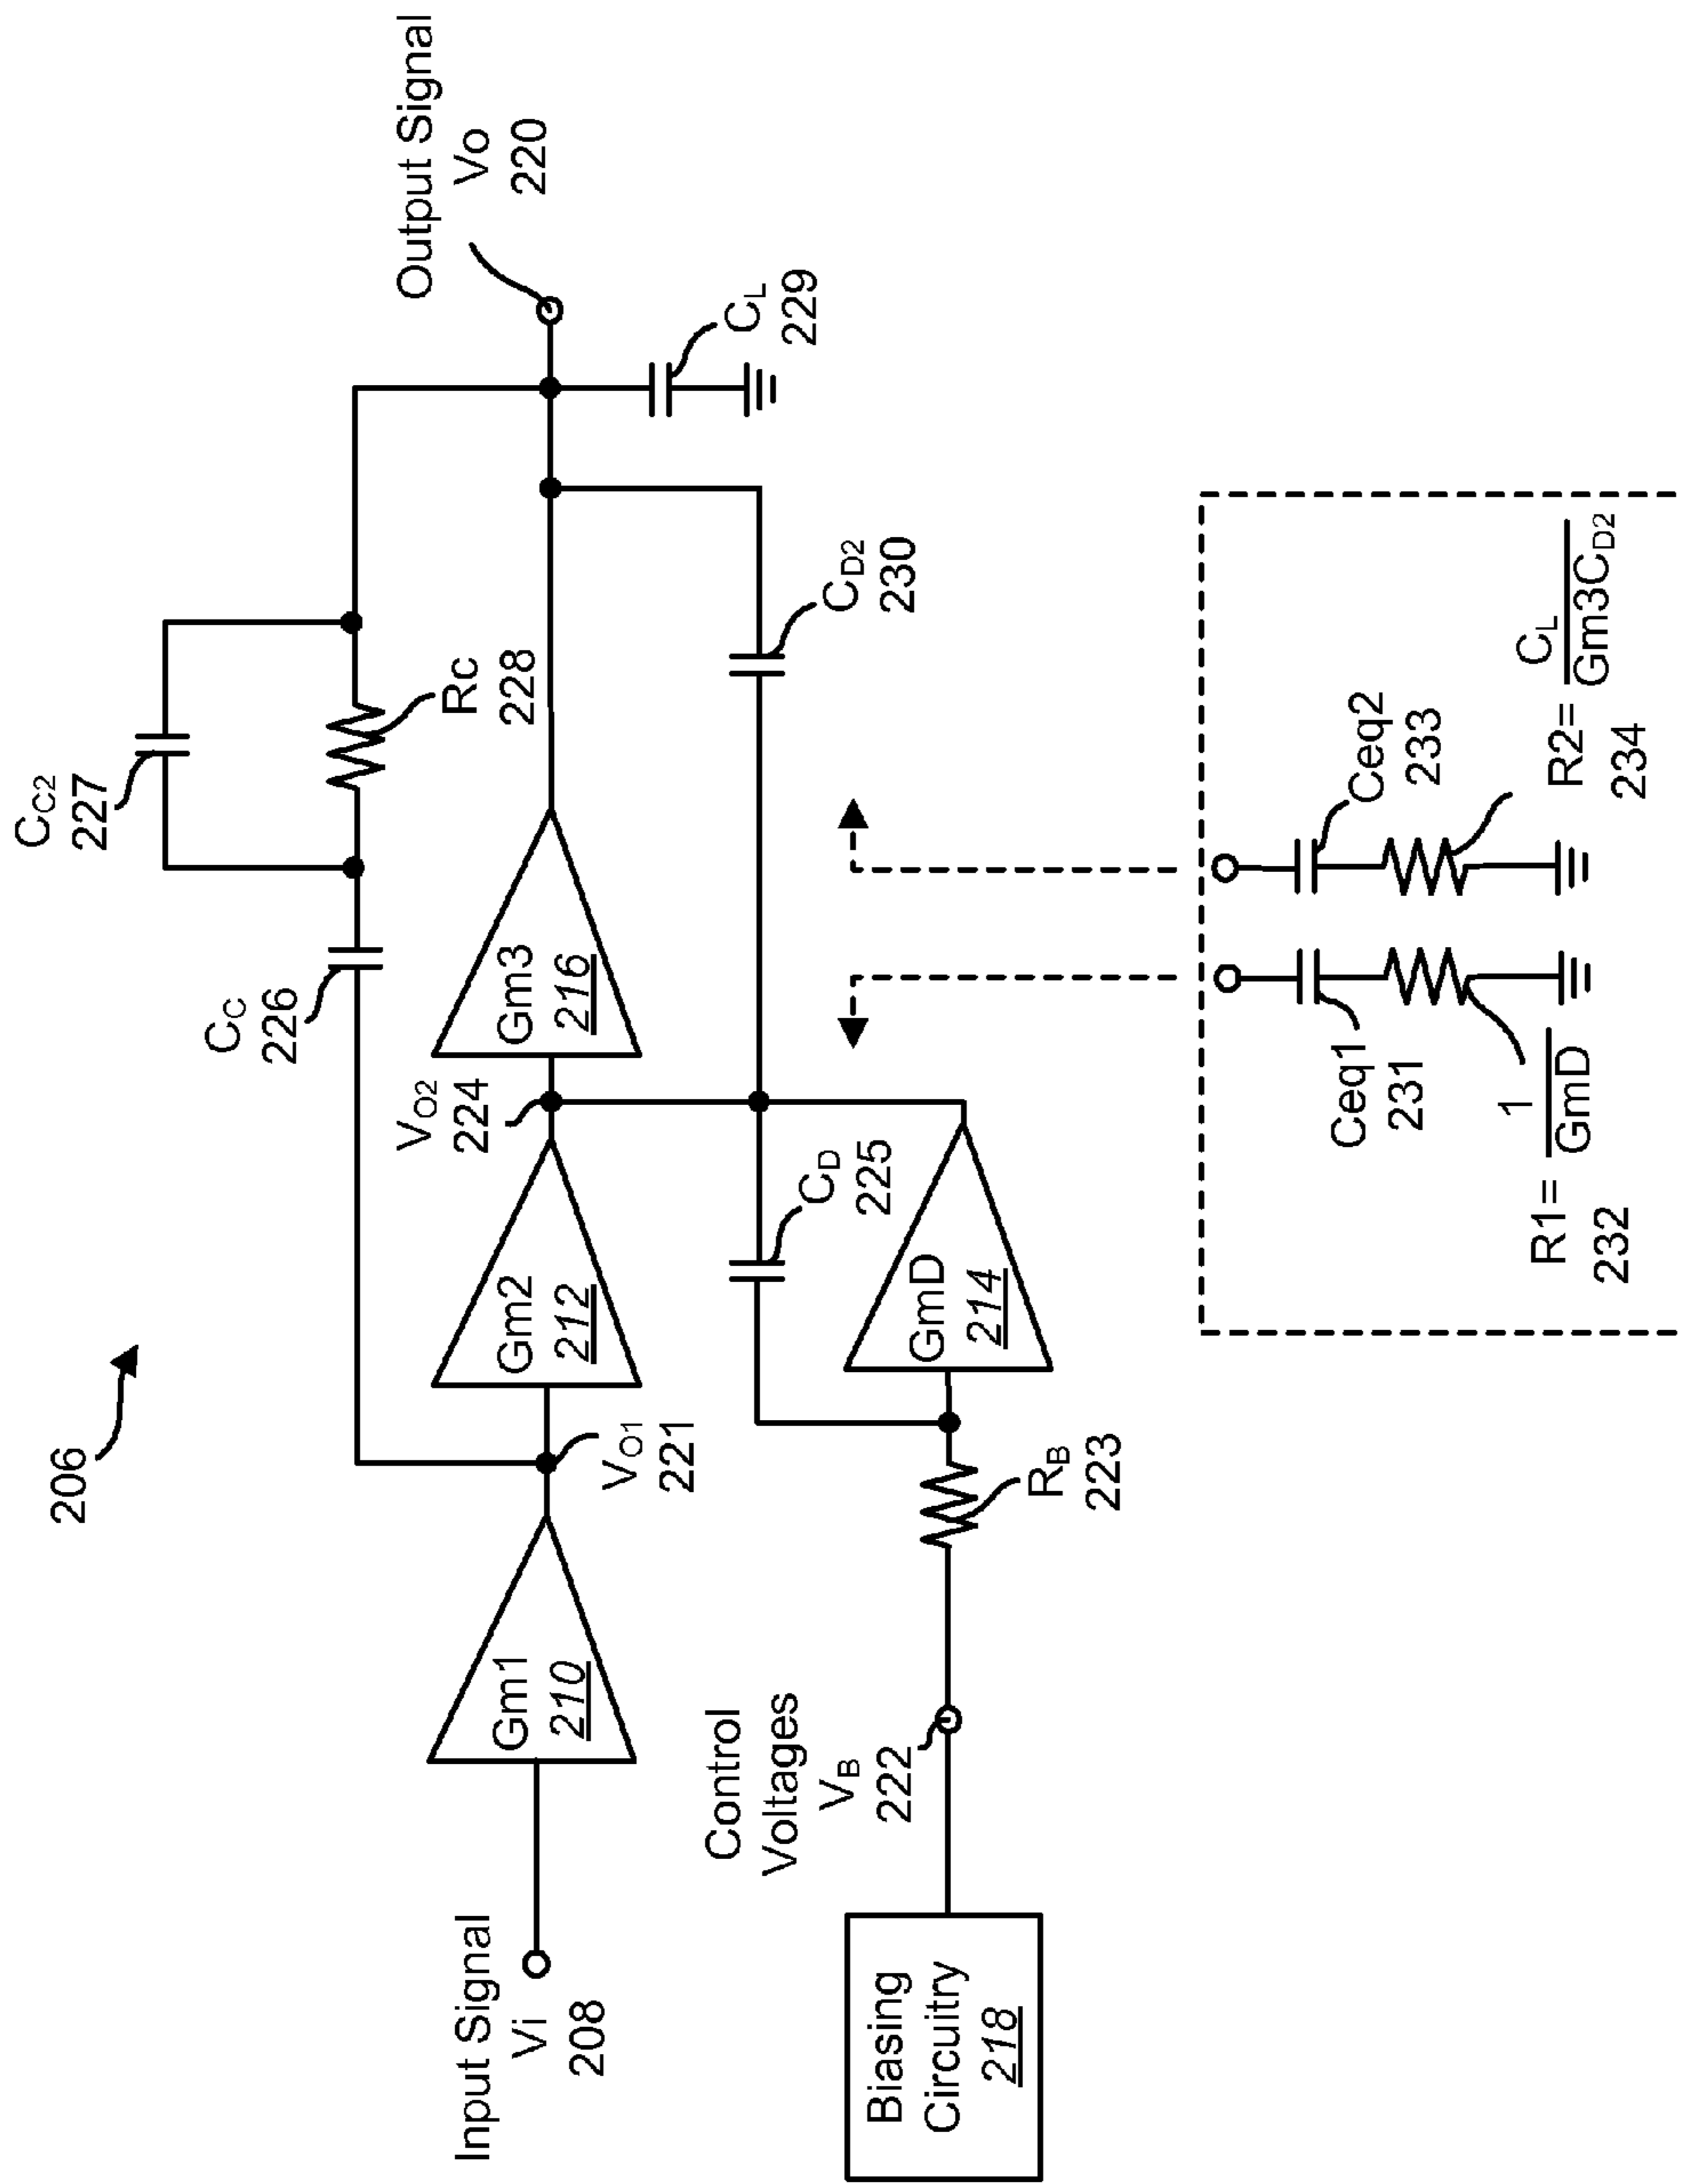 206
C_C2
227
C_C
226
Rc
228
Output Signal
Vo
220
Input Signal
Vi
208
Gm1
210
V_O1
221
Gm2
212
V_O2
224
Gm3
216
C_L
229
Control
Voltages
V_B
222
C_D
225
C_D2
230
Biasing
Circuitry
218
R_B
223
GmD
214
Ceq1
231
Ceq2
233
R1= 1/GmD
232
R2= C_L/Gm3C_D2
234